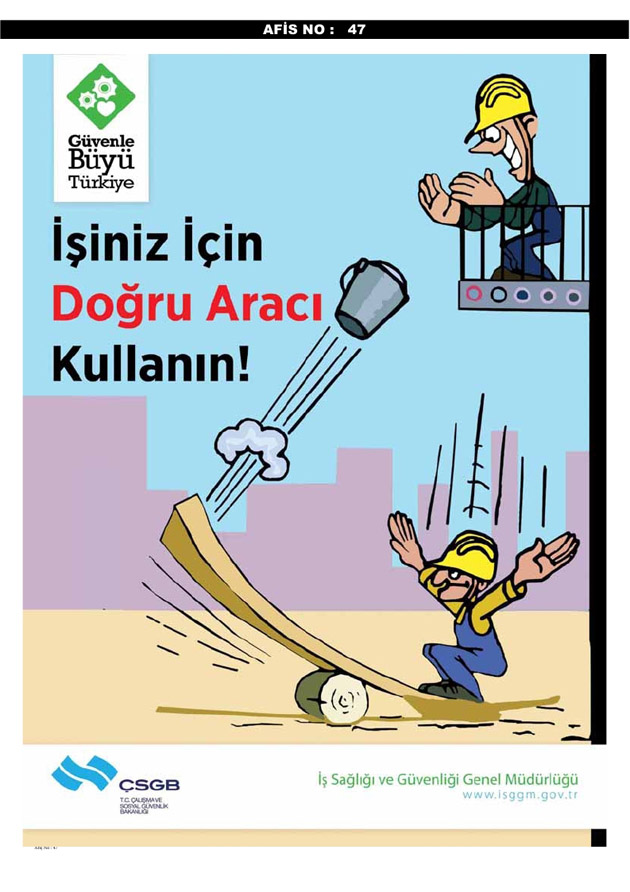 AFİS NO : 47
Güvenle
Büyü
Türkiye
İşiniz İçin
Doğru Aracı
Kullanın!
ÇSGB
T.C. ÇALIŞMA VE
SOSYAL GÜVENLİK
BAKANLIĞI
İş Sağlığı ve Güvenliği Genel Müdürlüğü
www.isggm.gov.tr